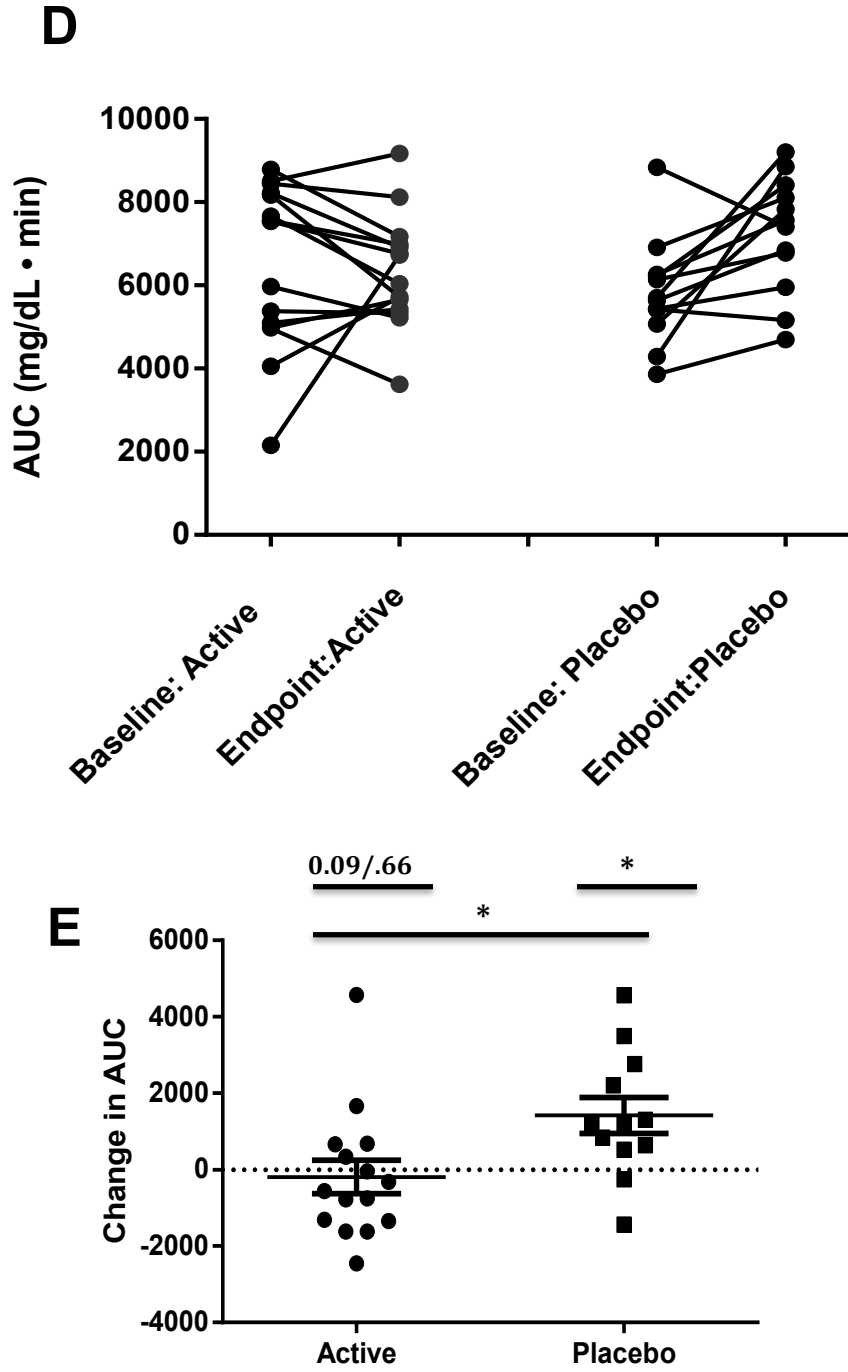 D
AUC (mg/dL • min)
10000
8000
6000
4000
2000
0
Baseline: Active
Endpoint:Active
Baseline: Placebo
Endpoint:Placebo
0.09/.66
*
*
E
Change in AUC
6000
4000
2000
0
-2000
-4000
Active
Placebo